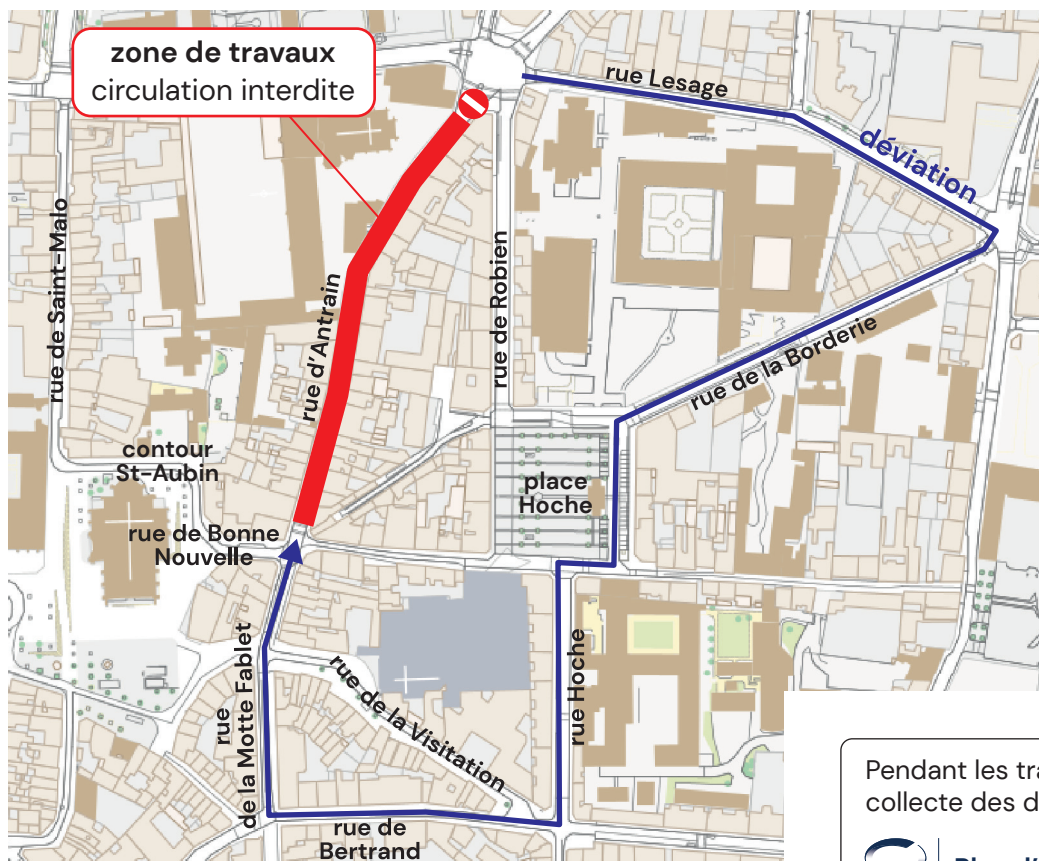 zone de travaux
circulation interdite
rue Lesage
déviation
rue de Saint-Malo
rue d'Antrain
rue de Robien
rue de la Borderie
contour
St-Aubin
place
Hoche
rue de Bonne
Nouvelle
rue
de la Motte Fablet
rue de la Visitation
rue Hoche
rue de
Bertrand
Pendant les tra
collecte des d